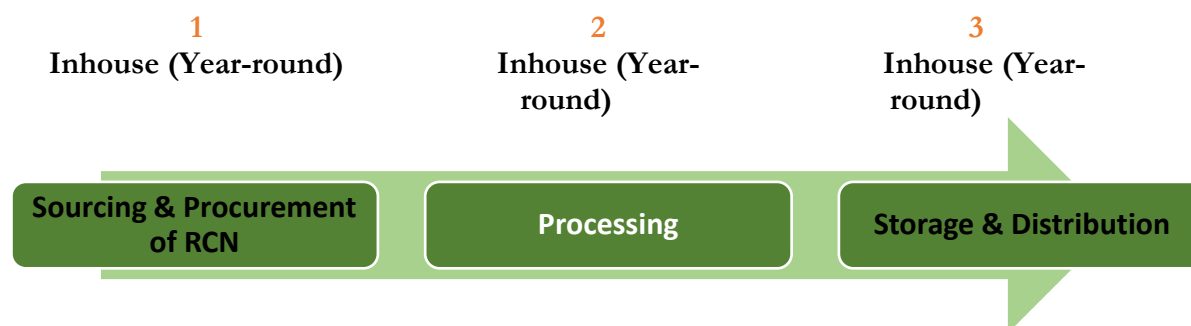 1
Inhouse (Year-round)
2
Inhouse (Year-
round)
3
Inhouse (Year-
round)
Sourcing & Procurement
of RCN
Processing
Storage & Distribution